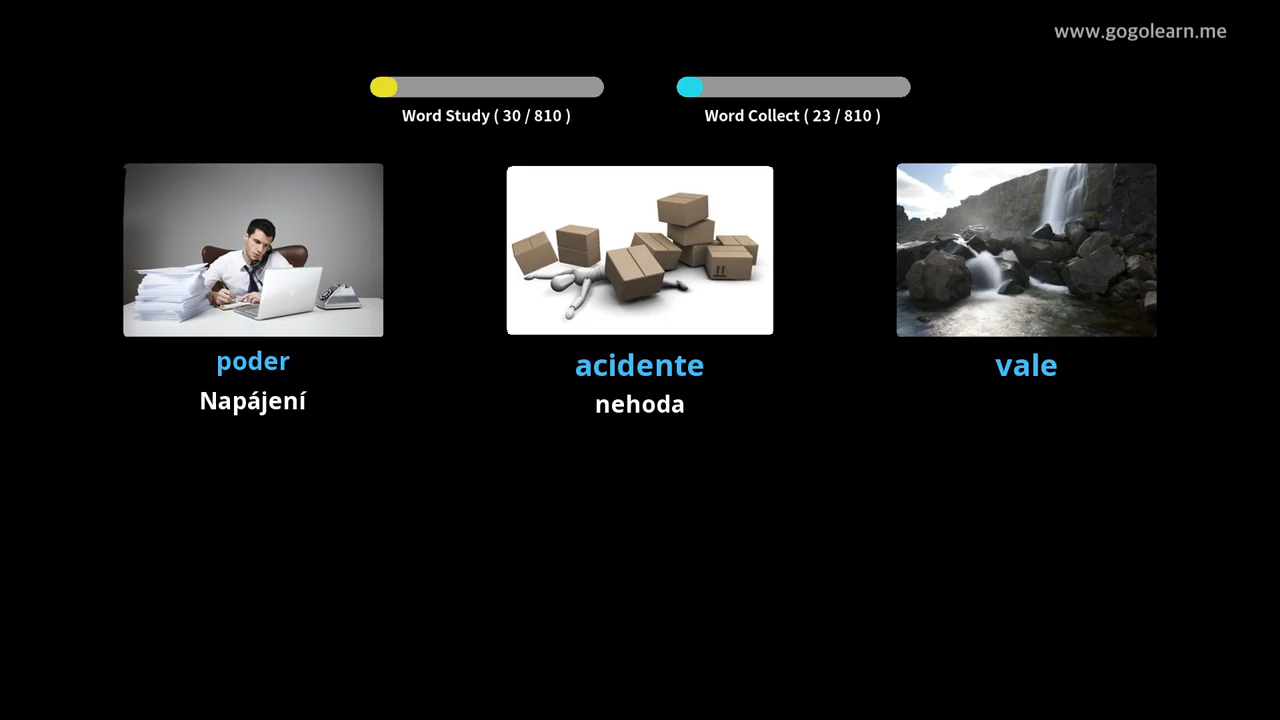 www.gogolearn.me
Word Study ( 30 / 810 )
Word Collect ( 23 / 810 )
poder
Napájení
acidente
nehoda
vale